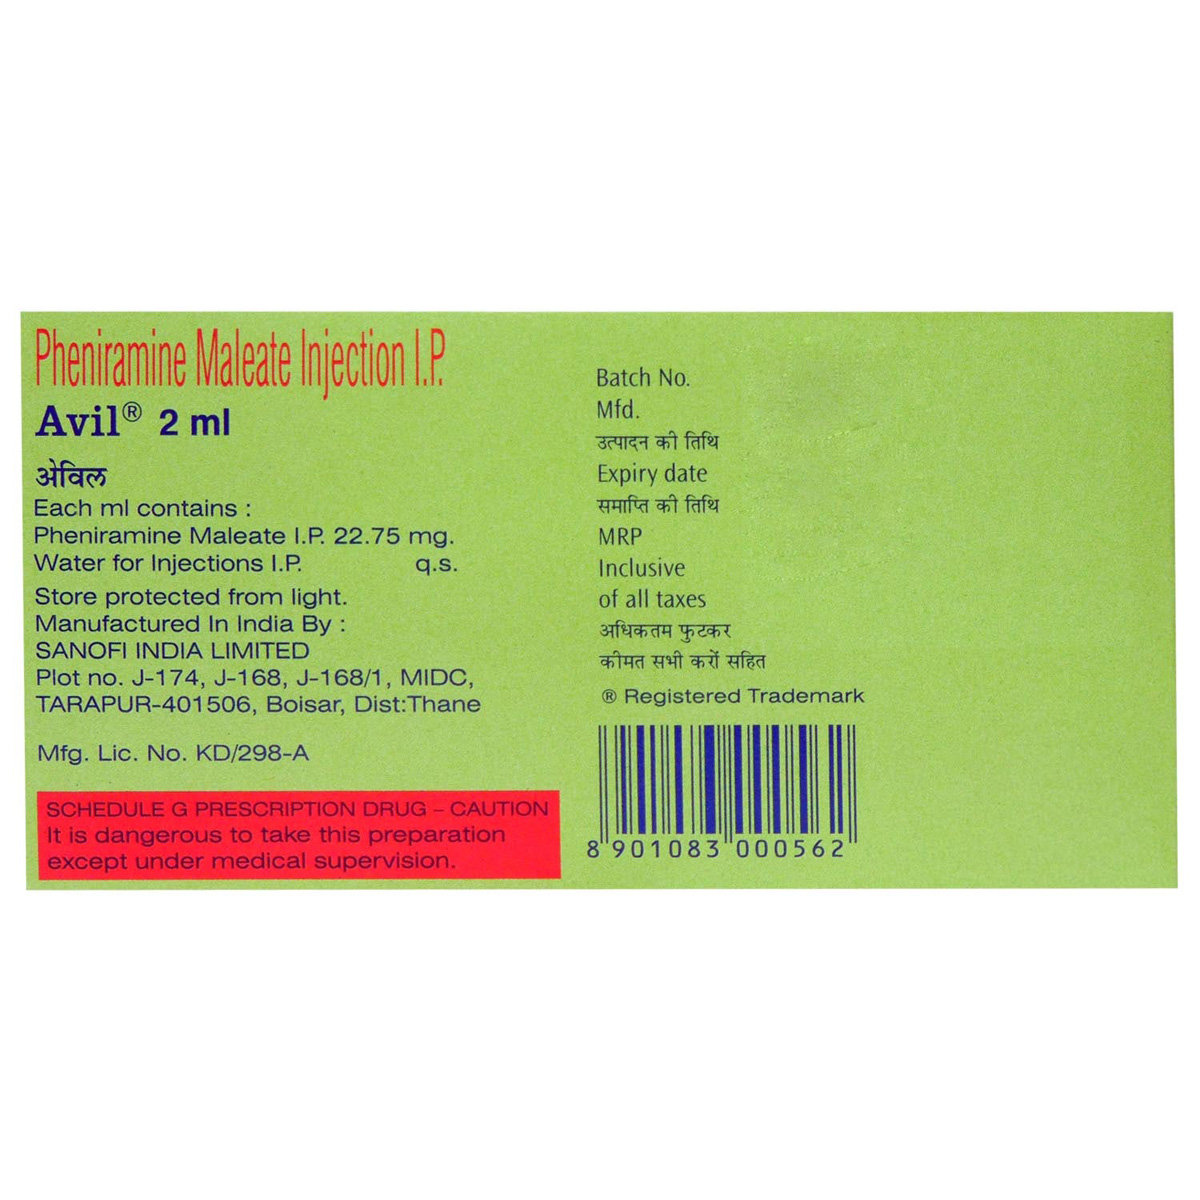 Pheniramine Maleate Injection I.P.
Avil® 2 ml
अेविल
Each ml contains :
Pheniramine Maleate I.P. 22.75 mg.
Water for Injections I.P. q.s.
Store protected from light.
Manufactured In India By :
SANOFI INDIA LIMITED
Plot no. J-174, J-168, J-168/1, MIDC,
TARAPUR-401506, Boisar, Dist:Thane
Mfg. Lic. No. KD/298-A
SCHEDULE G PRESCRIPTION DRUG – CAUTION
It is dangerous to take this preparation
except under medical supervision.
Batch No.
Mfd.
उत्पादन की तिथि
Expiry date
समाप्ति की तिथि
MRP
Inclusive
of all taxes
अधिकतम फुटकर
कीमत सभी करों सहित
® Registered Trademark
8 901083 000562